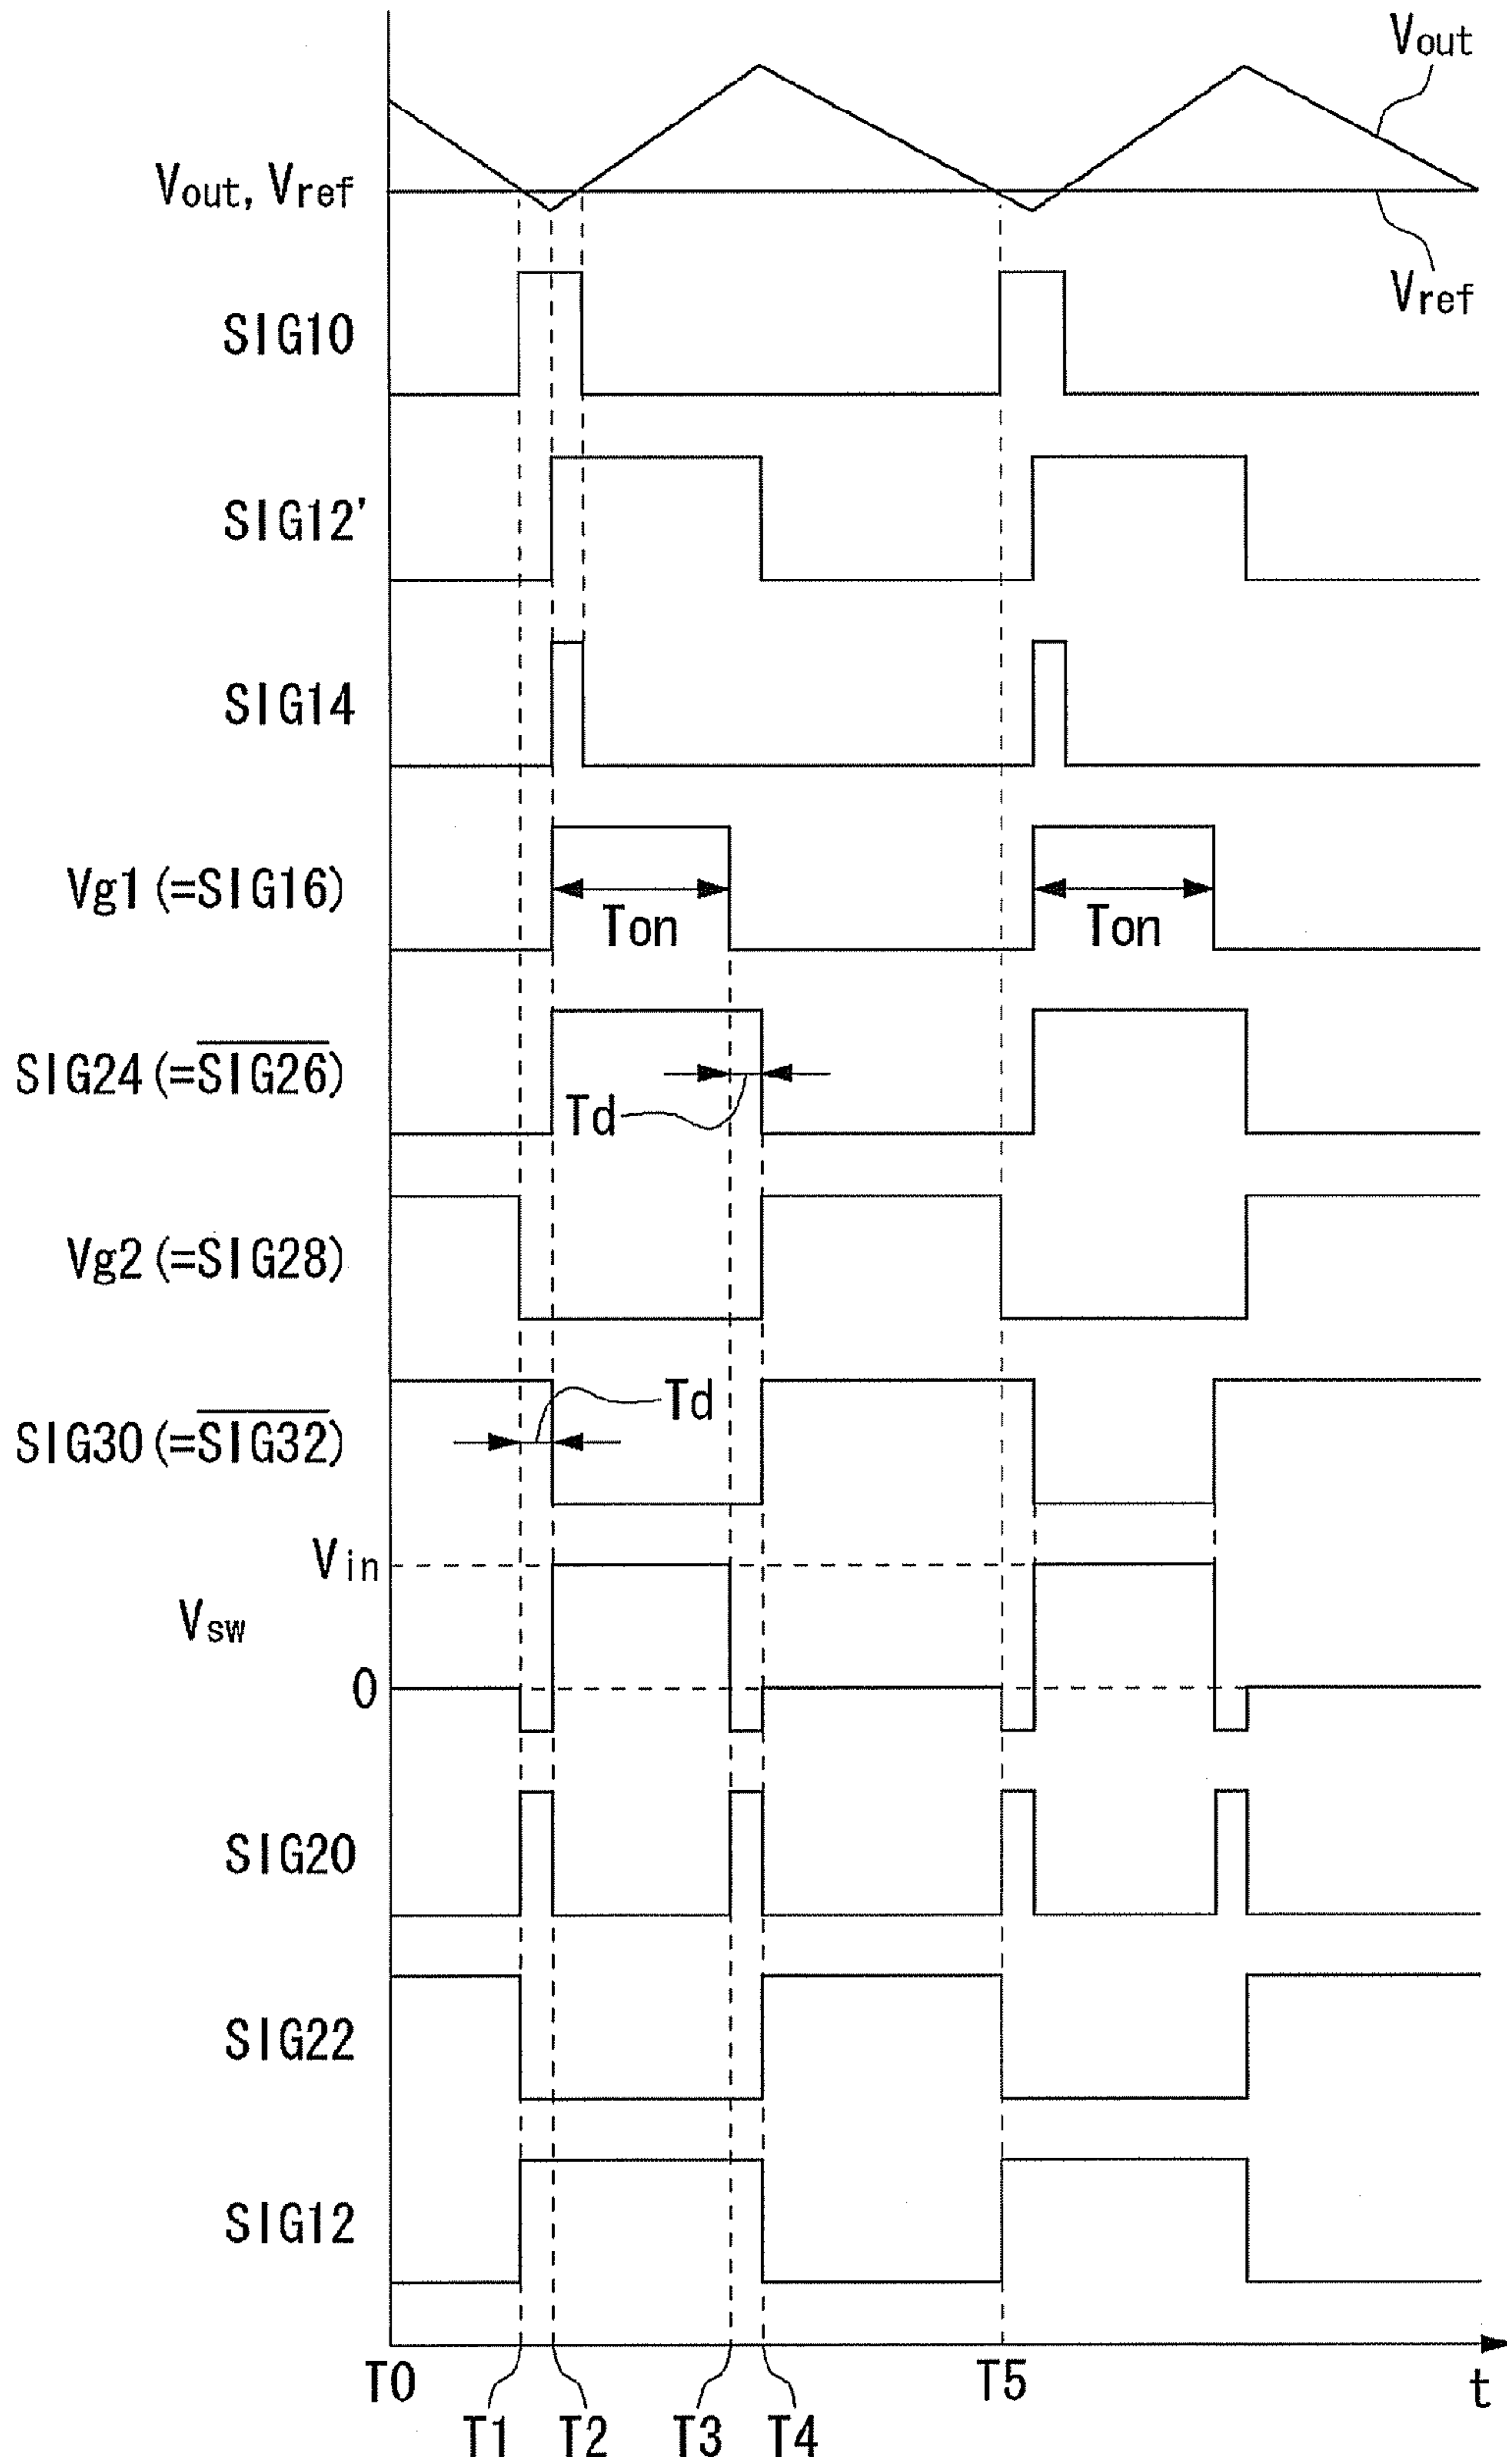 Vout
Vout, Vref
Vref
SIG10
SIG12'
SIG14
Vg1 (=SIG16)
Ton
Ton
SIG24 (=SIG26)
Td
Vg2 (=SIG28)
Td
SIG30 (=SIG32)
Vin
Vsw
0
SIG20
SIG22
SIG12
T0
T5
t
T1
T2
T3
T4